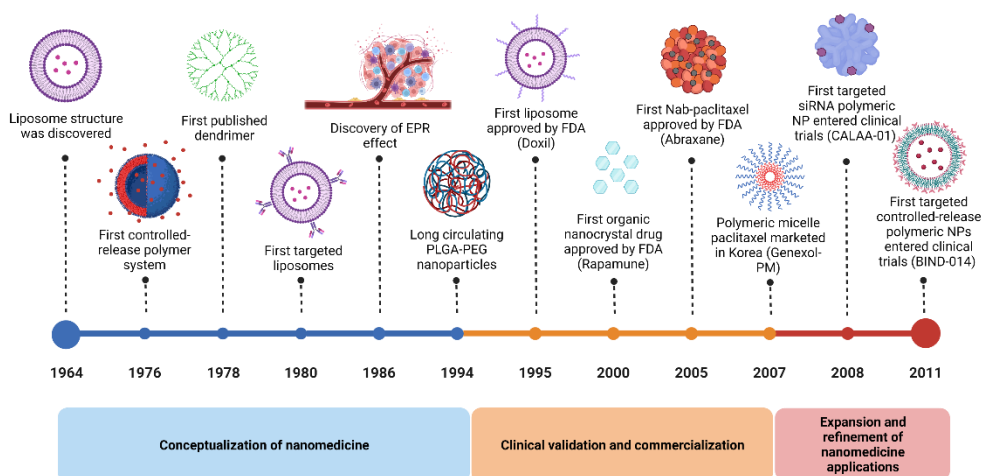 Liposome structure
was discovered
First controlled-
release polymer
system
First published
dendrimer
First targeted
liposomes
Discovery of EPR
effect
Long circulating
PLGA-PEG
nanoparticles
First liposome
approved by FDA
(Doxil)
First organic
nanocrystal drug
approved by FDA
(Rapamune)
First Nab-paclitaxel
approved by FDA
(Abraxane)
Polymeric micelle
paclitaxel marketed
in Korea (Genexol-
PM)
First targeted
siRNA polymeric
NP entered clinical
trials (CALAA-01)
First targeted
controlled-release
polymeric NPs
entered clinical
trials (BIND-014)
1964
1976
1978
1980
1986
1994
1995
2000
2005
2007
2008
2011
Conceptualization of nanomedicine
Clinical validation and commercialization
Expansion and
refinement of
nanomedicine
applications